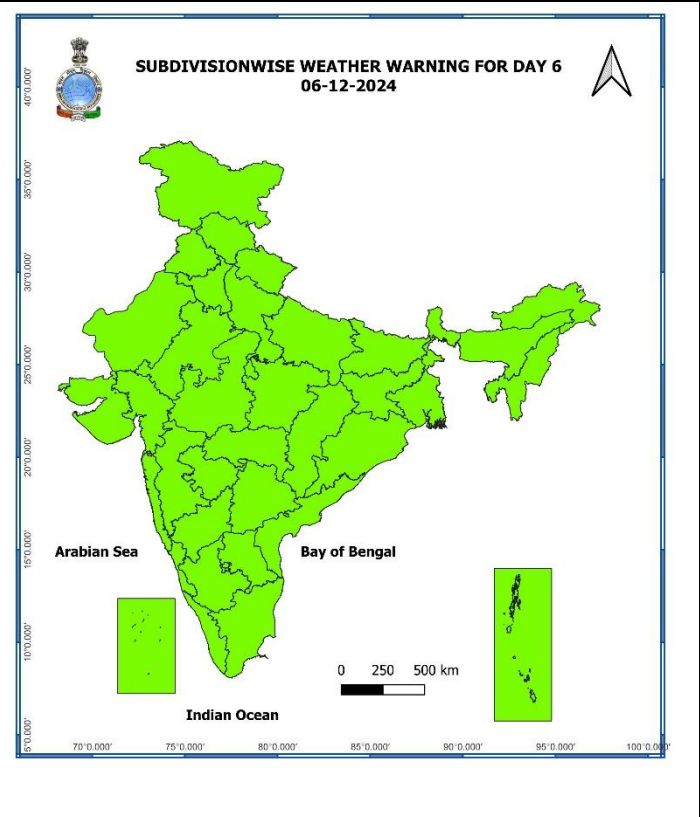 SUBDIVISIONWISE WEATHER WARNING FOR DAY 6
06-12-2024
40°0.000'
35°0.000'
30°0.000'
25°0.000'
20°0.000'
15°0.000'
10°0.000'
5°0.000'
Arabian Sea
Bay of Bengal
0 250 500 km
Indian Ocean
70°0.000' 75°0.000' 80°0.000' 85°0.000' 90°0.000' 95°0.000' 100°0.000'